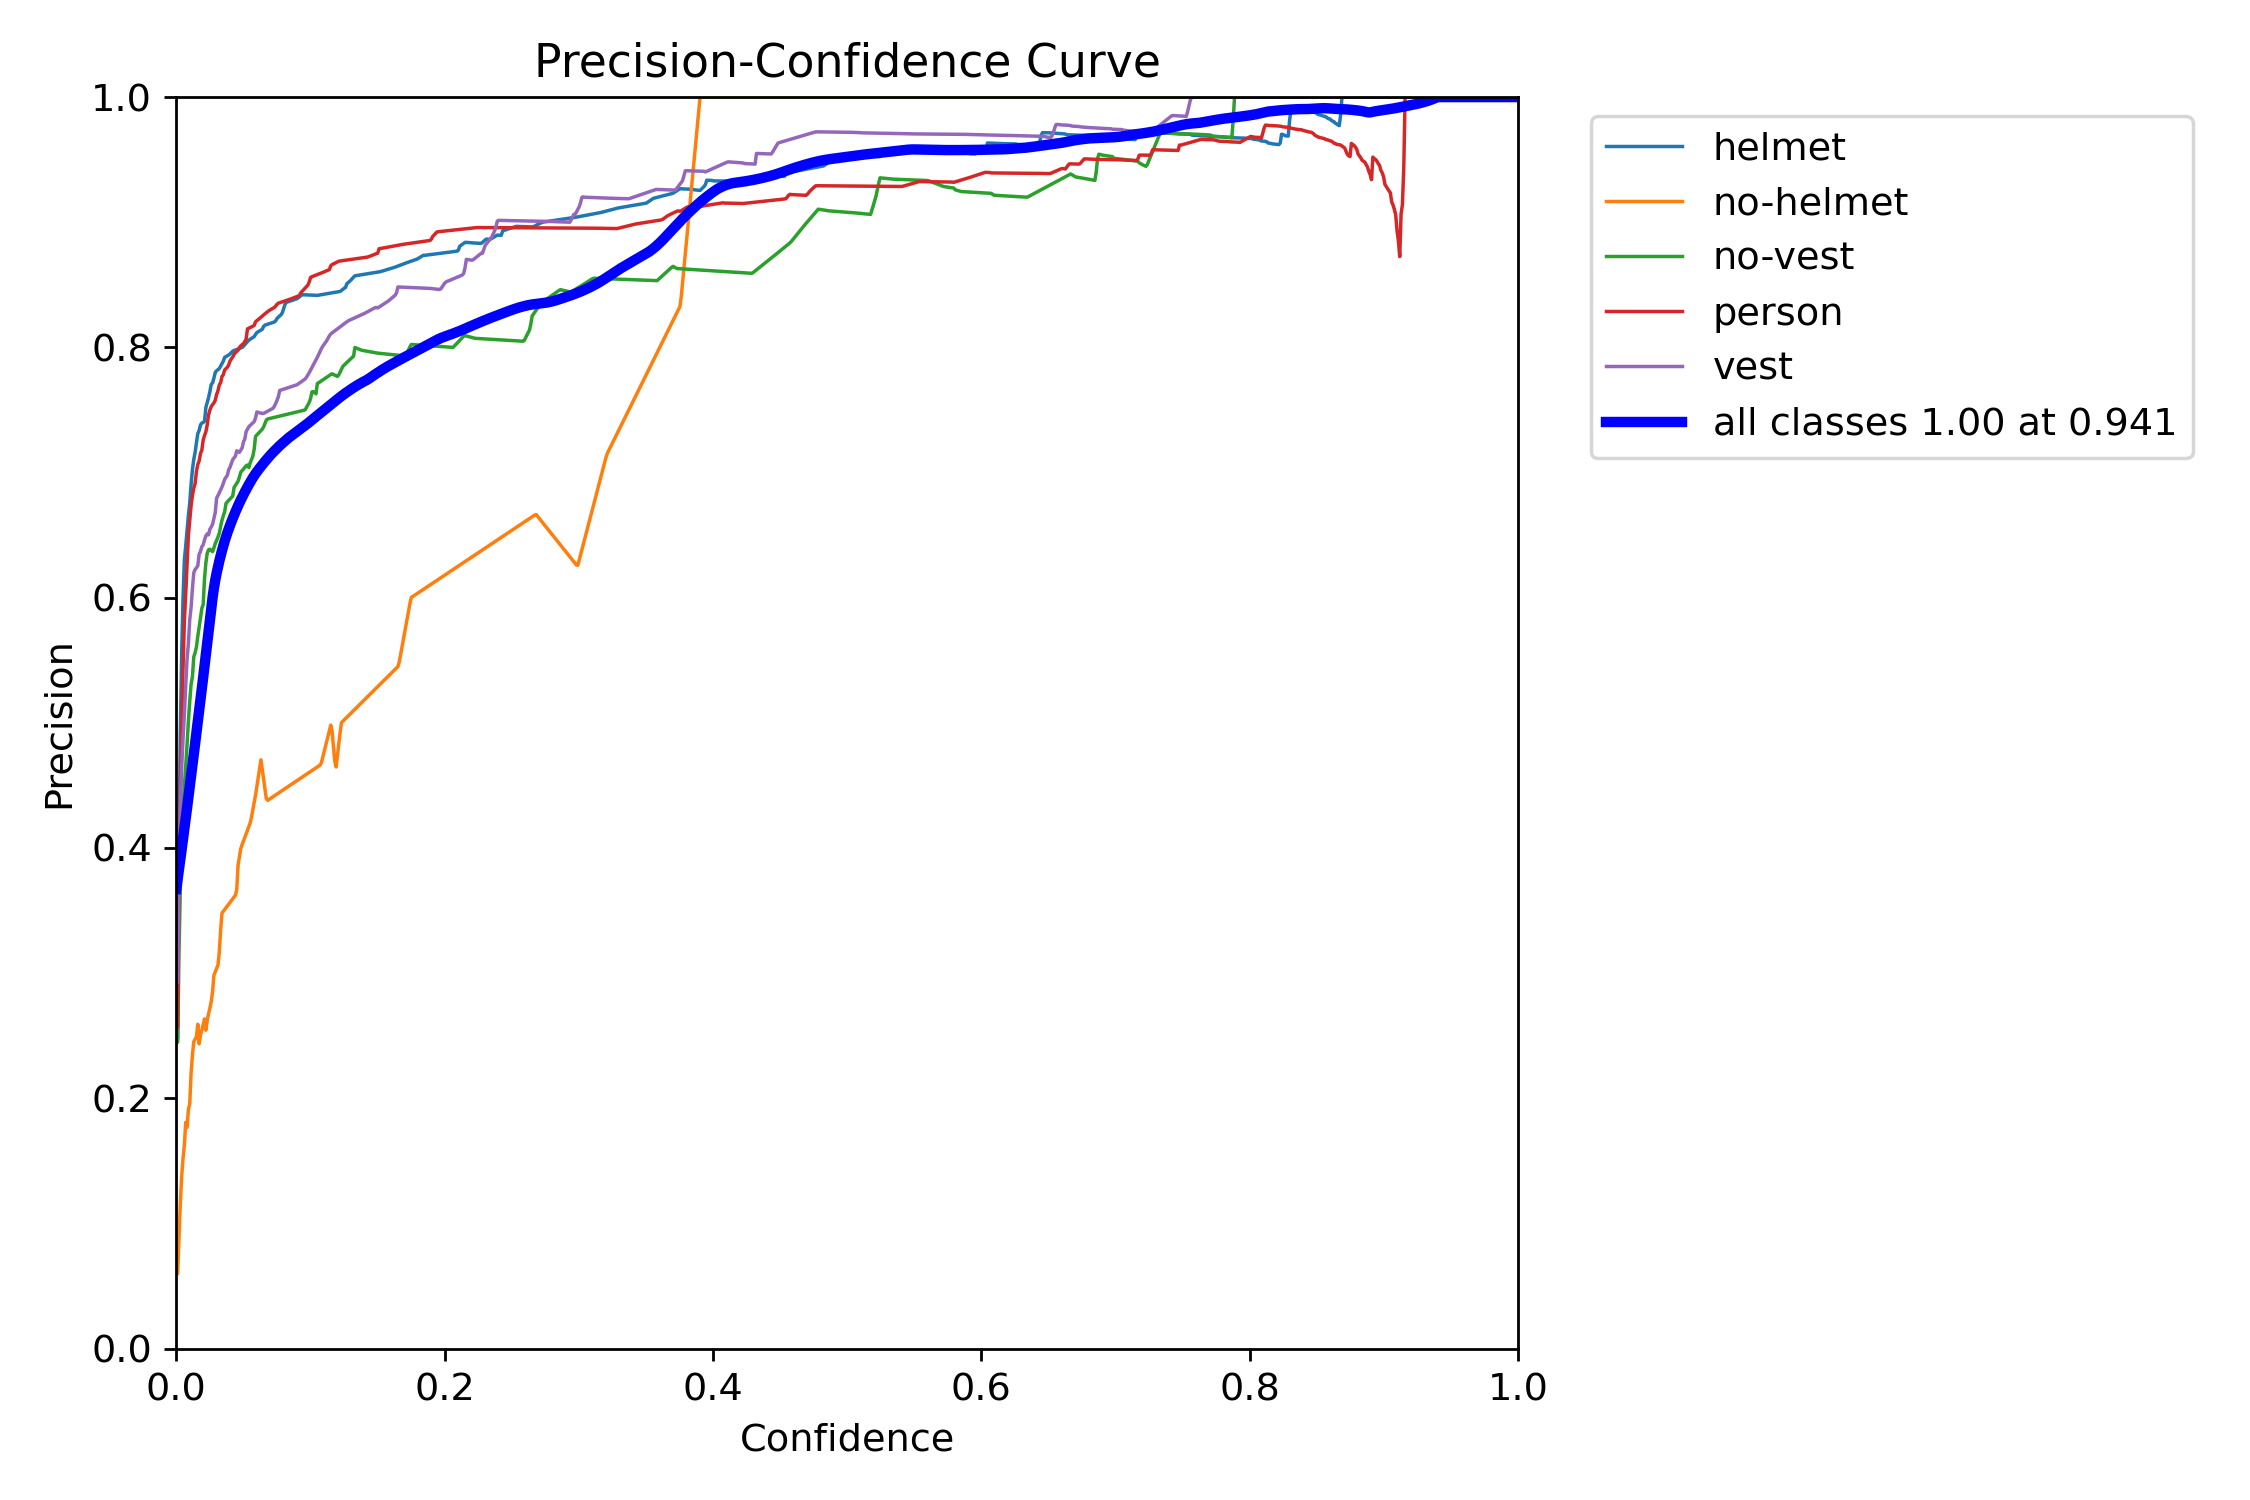 Precision-Confidence Curve
1.0
0.8
0.6
0.4
0.2
0.0
0.0 0.2 0.4 0.6 0.8 1.0
Precision
Confidence
helmet
no-helmet
no-vest
person
vest
all classes 1.00 at 0.941